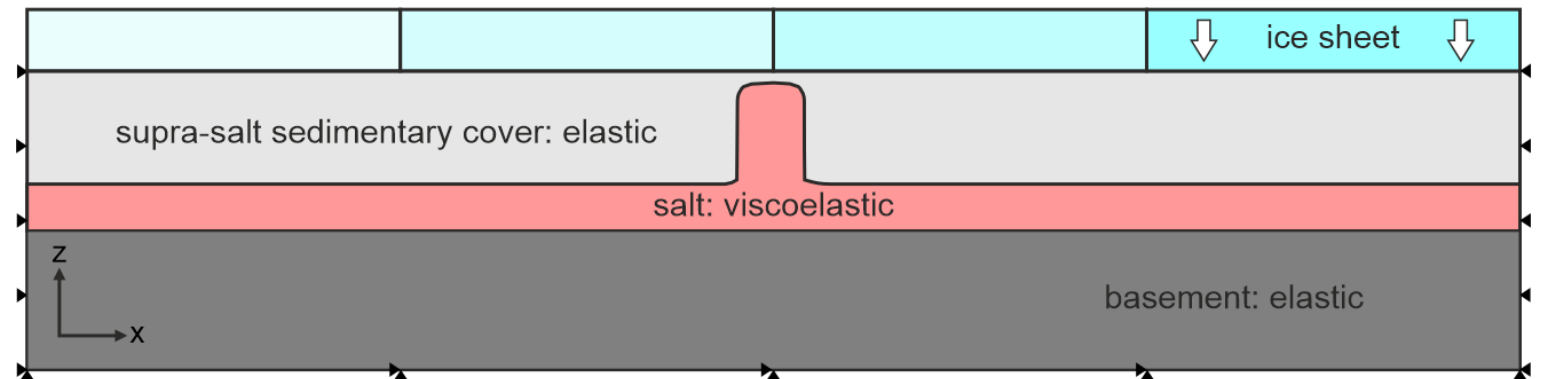 ice sheet
supra-salt sedimentary cover: elastic
salt: viscoelastic
z
basement: elastic
x